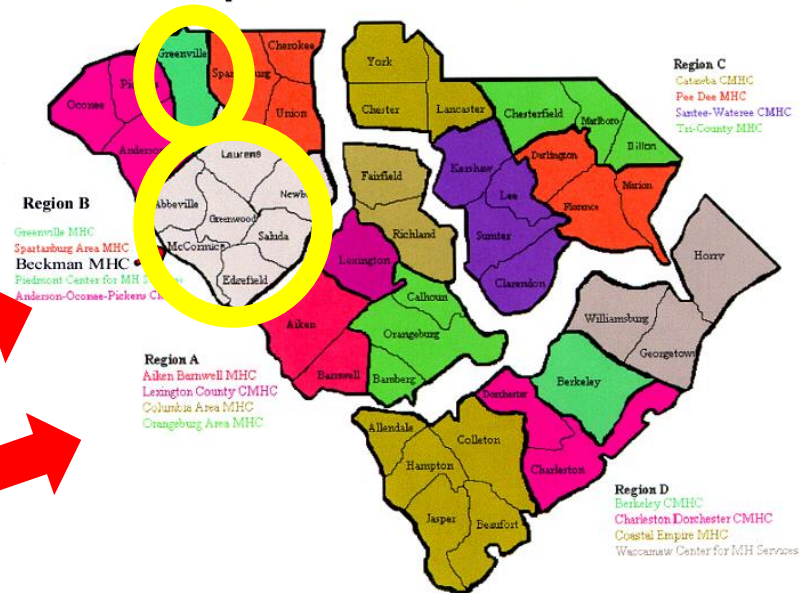 Greenville
Cherokee
Spartanburg
Union
Oconee
Anderson
Laurens
Newb
Abbeville
Greenwood
McCormick
Saluda
Edgefield
York
Chester
Lancaster
Chesterfield
Marlboro
Dillon
Fairfield
Richland
Kershaw
Lee
Sumter
Clarendon
Darlington
Florence
Marion
Lexington
Calhoun
Orangeburg
Bamberg
Aiken
Barnwell
Horry
Williamsburg
Georgetown
Berkeley
Dorchester
Charleston
Allendale
Colleton
Hampton
Jasper
Beaufort
Region C
Catawba CMHC
Pee Dee MHC
Santee-Wateree CMHC
Tri-County MHC
Region B
Greenville MHC
Spartanburg Area MHC
Beckman MHC
Piedmont Center for MH
Anderson-Oconee-Pickens
Region A
Aiken Barnwell MHC
Lexington County CMHC
Columbia Area MHC
Orangeburg Area MHC
Region D
Berkeley CMHC
Charleston Dorchester CMHC
Coastal Empire MHC
Waccamaw Center for MH Services